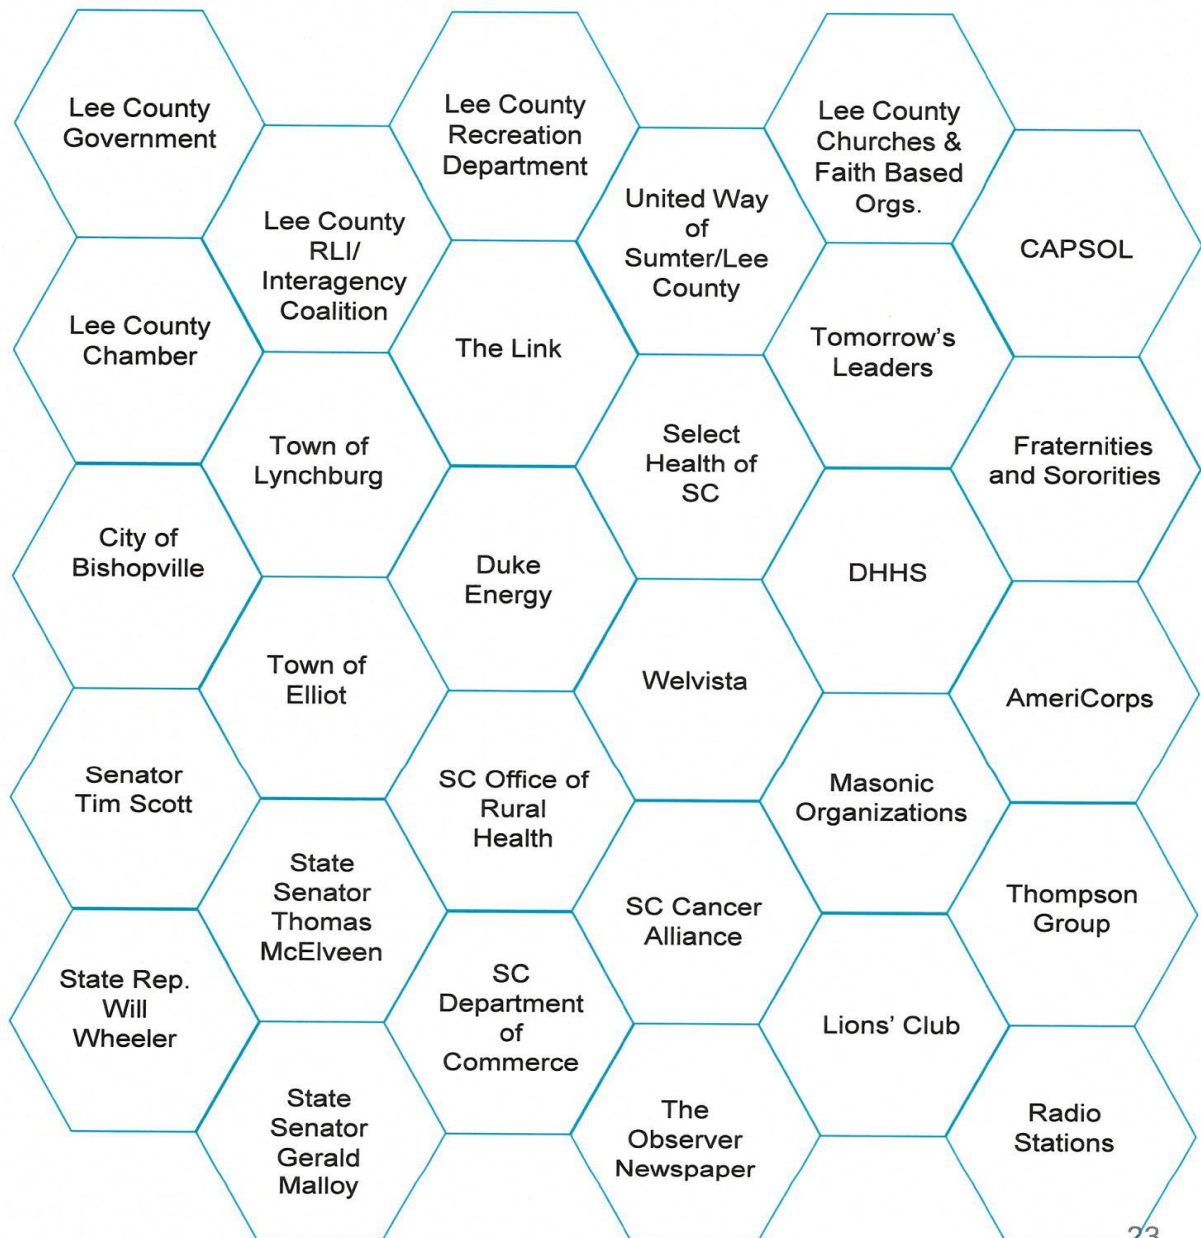 Lee County
Government
Lee County
Chamber
City of
Bishopville
Senator
Tim Scott
State Rep.
Will
Wheeler
Lee County
RLI/
Interagency
Coalition
Town of
Lynchburg
Town of
Elliot
State
Senator
Thomas
McElveen
State
Senator
Gerald
Malloy
Lee County
Recreation
Department
The Link
Duke
Energy
SC Office of
Rural
Health
SC
Department
of
Commerce
United Way
of
Sumter/Lee
County
Select
Health of
SC
Welvista
SC Cancer
Alliance
The
Observer
Newspaper
Lee County
Churches &
Faith Based
Orgs.
Tomorrow's
Leaders
DHHS
Masonic
Organizations
Lions' Club
CAPSOL
Fraternities
and Sororities
AmeriCorps
Thompson
Group
Radio
Stations
23